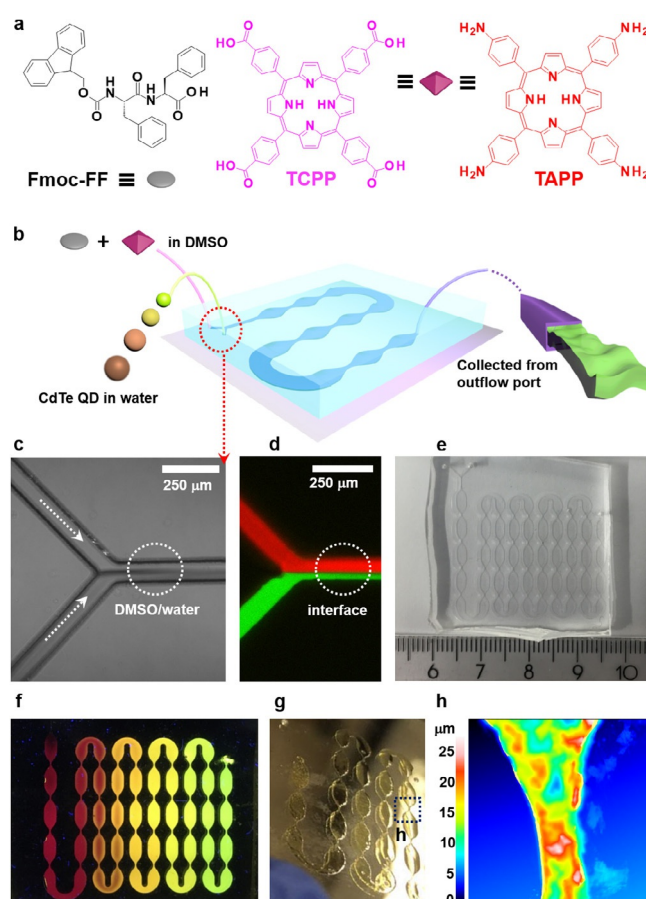 a
Fmoc-FF ≡
TCPP
≡ ≡
TAPP
O
O
N
H
O
H
N
O
OH
HO
O
O
OH
N
NH HN
N
OH
O
O
HO
H₂N
NH₂
N
NH HN
N
H₂N
NH₂
b
+ in DMSO
CdTe QD in water
Collected from
outflow port
c
250 μm
DMSO/water
d
250 μm
interface
e
6 7 8 9 10
f
g
h
h
μm
25
20
15
10
5
0